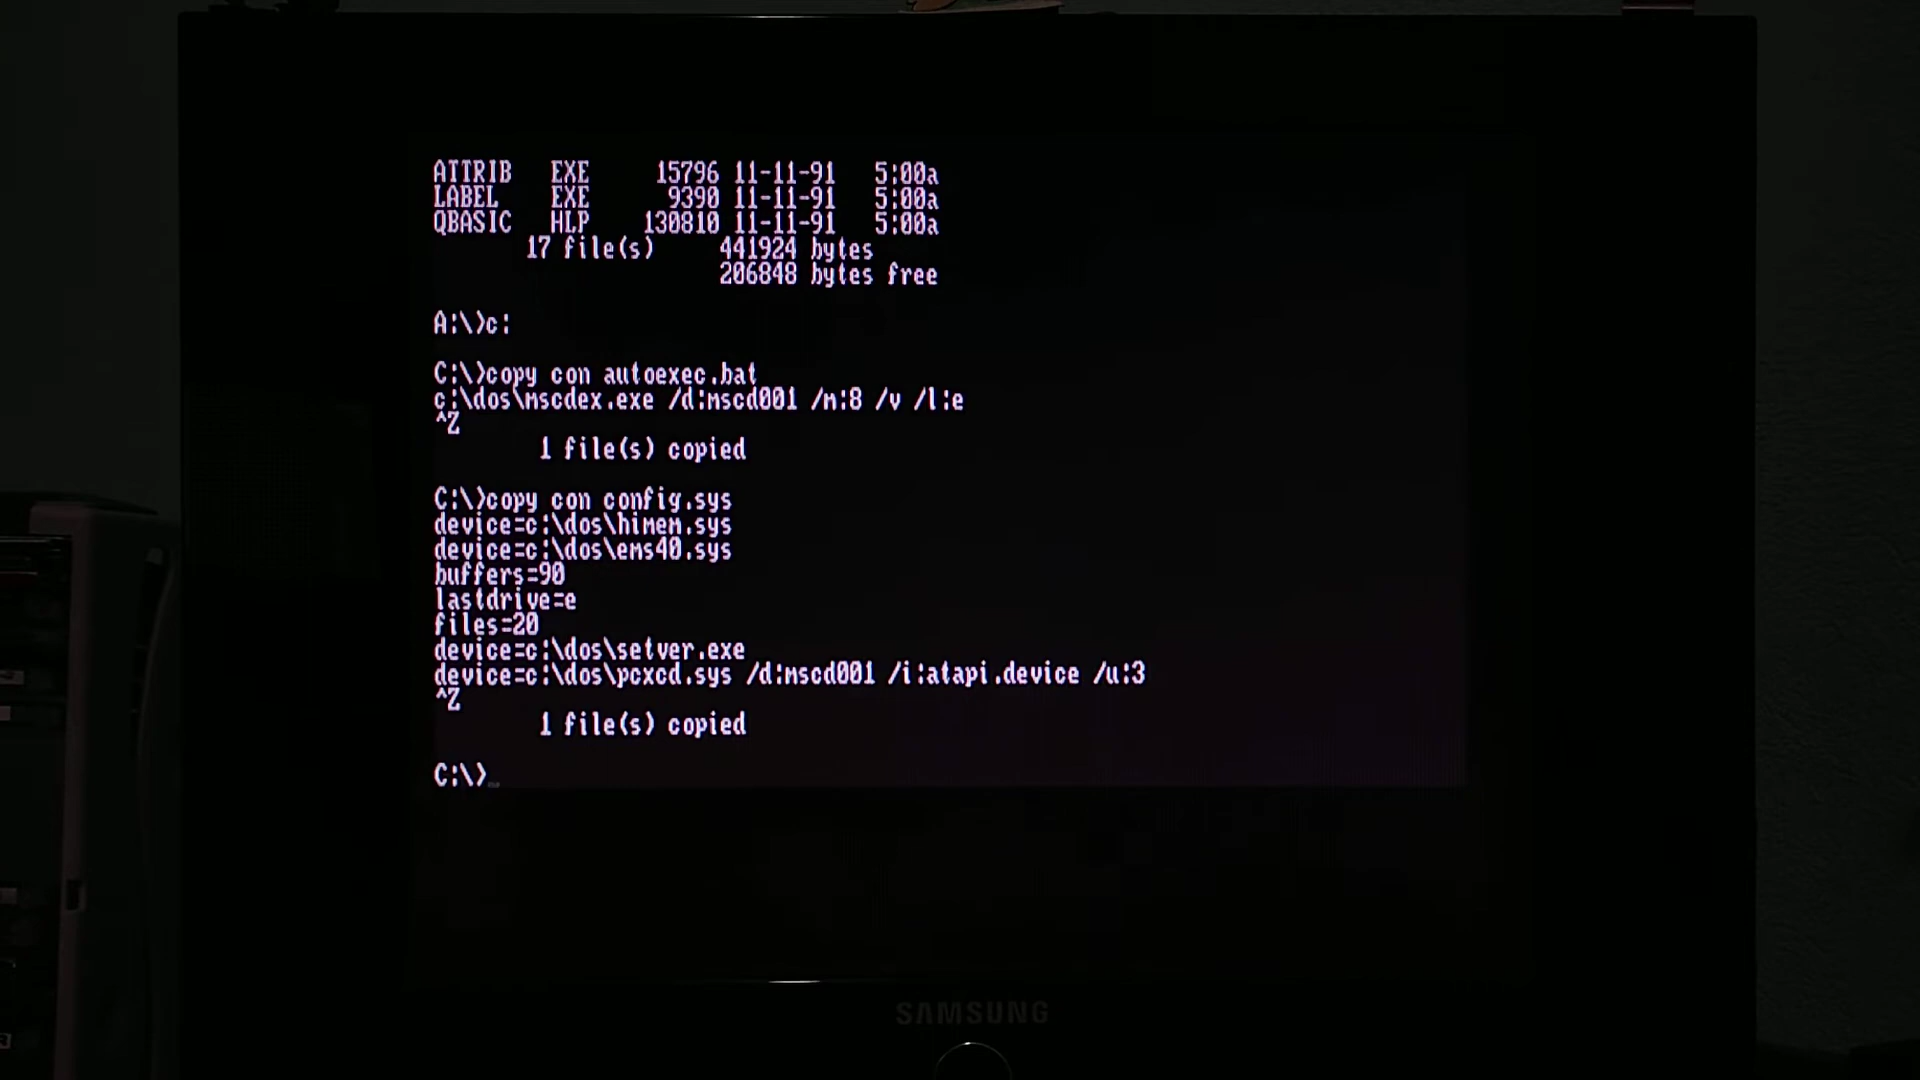 ATTRIB   EXE     15796 11-11-91   5:00a
LABEL    EXE      9390 11-11-91   5:00a
QBASIC   HLP    130810 11-11-91   5:00a
       17 file(s)     441924 bytes
                      206848 bytes free
A:\>c:
C:\>copy con autoexec.bat
c:\dos\mscdex.exe /d:mscd001 /m:8 /v /l:e
^Z
        1 file(s) copied
C:\>copy con config.sys
device=c:\dos\himem.sys
device=c:\dos\ems40.sys
buffers=90
lastdrive=e
files=20
device=c:\dos\setver.exe
device=c:\dos\pcxcd.sys /d:mscd001 /i:atapi.device /u:3
^Z
        1 file(s) copied
C:\>_
SAMSUNG